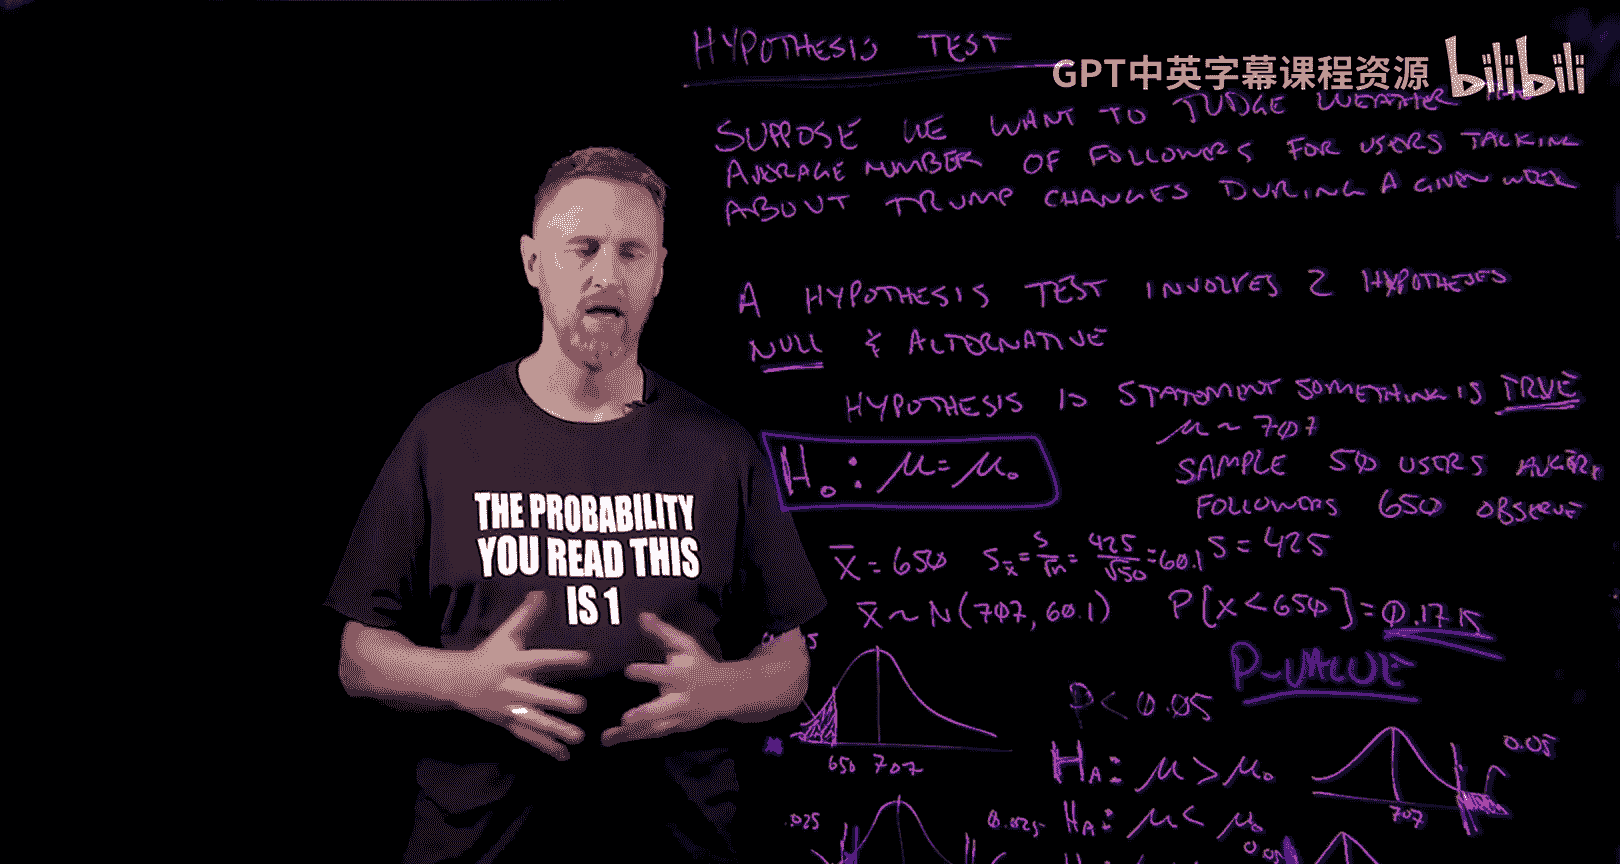 HYPOTHESIS TEST
GPT中英字幕课程资源 bilibili
SUPPOSE WE WANT TO JUDGE WEATHER
AVERAGE NUMBER OF FOLLOWERS FOR USERS TALKING
ABOUT TRUMP CHANGES DURING A GIVEN WEEK
A HYPOTHESIS TEST INVOLVES 2 HYPOTHESES
NULL & ALTERNATIVE
HYPOTHESIS IS STATEMENT SOMETHING IS TRUE
μ ~ 707
H₀: μ = μ₀
SAMPLE 50 USERS
FOLLOWERS 650 OBSERVE
x̄ = 650 S_x̄ = S/√n = 425/√50 = 60.1 S = 425
x̄ ~ N(707, 60.1) P[X<650] = 0.1715
P-VALUE
THE PROBABILITY
YOU READ THIS
IS 1
P < 0.05
650 707
H_A: μ > μ₀
0.05
707
.025 0.025
H_A: μ < μ₀